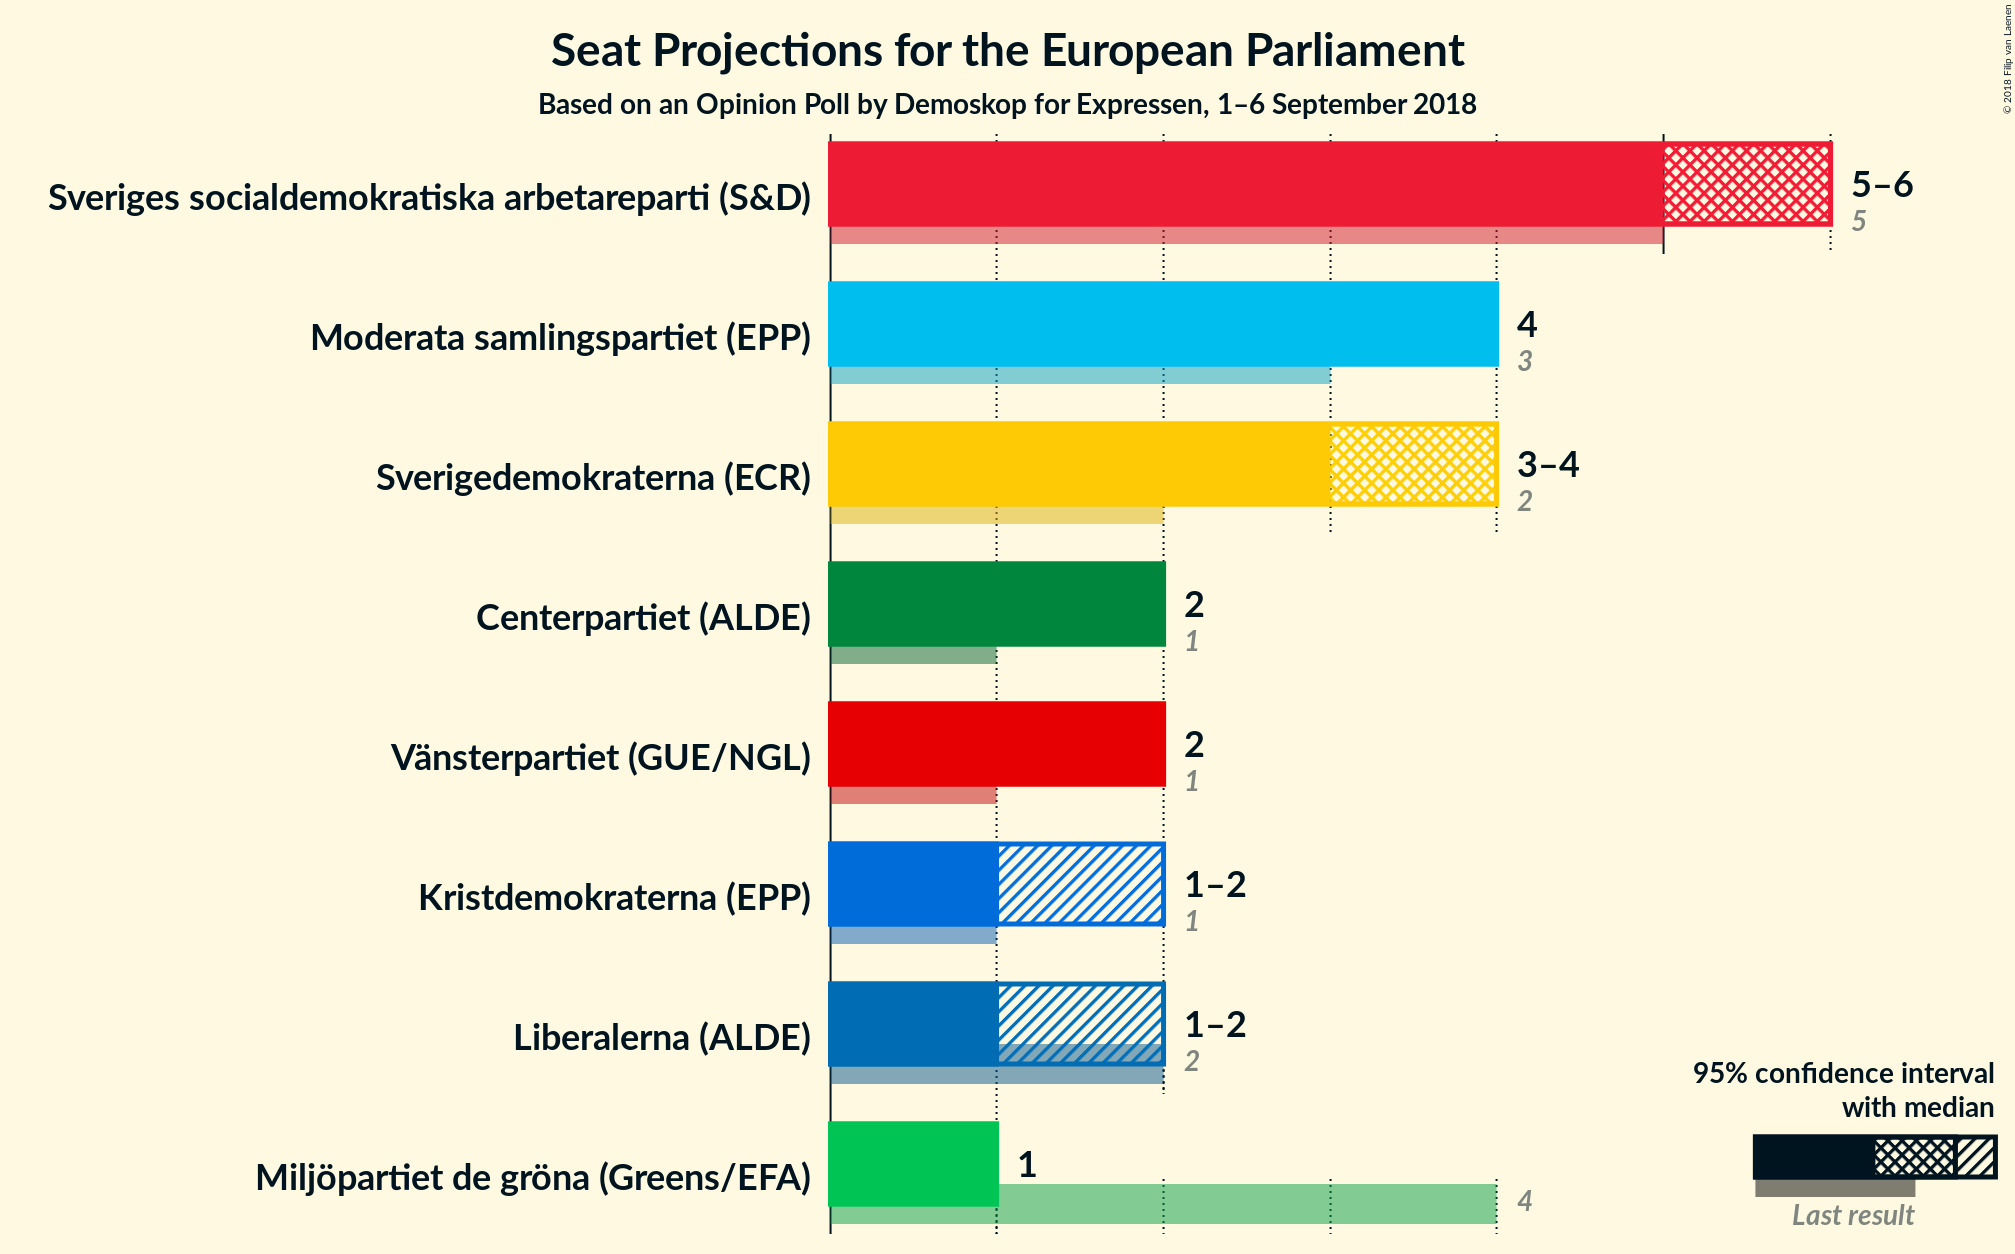 Seat Projections for the European Parliament
Based on an Opinion Poll by Demoskop for Expressen, 1–6 September 2018
© 2018 Filip van Laenen
Sveriges socialdemokratiska arbetareparti (S&D)
5–6
5
Moderata samlingspartiet (EPP)
4
3
Sverigedemokraterna (ECR)
3–4
2
Centerpartiet (ALDE)
2
1
Vänsterpartiet (GUE/NGL)
2
1
Kristdemokraterna (EPP)
1–2
1
Liberalerna (ALDE)
1–2
2
Miljöpartiet de gröna (Greens/EFA)
1
4
95% confidence interval
with median
Last result